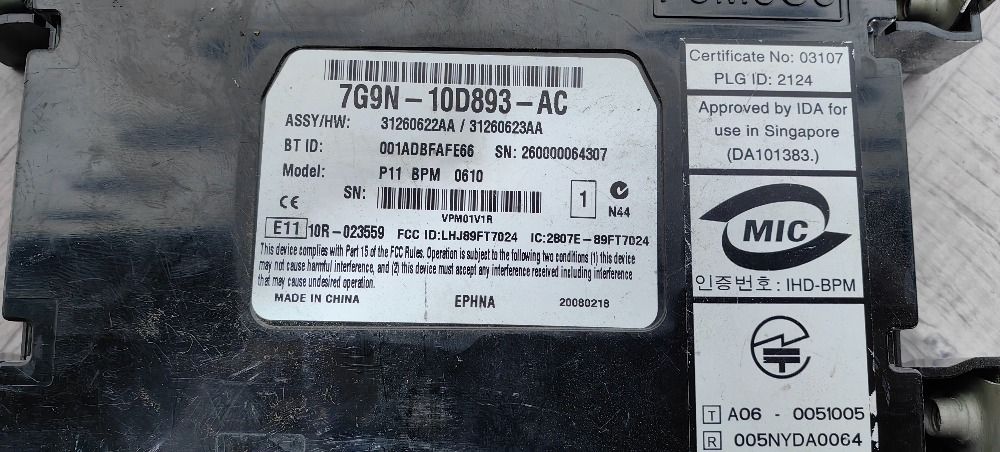 7G9N-10D893-AC
ASSY/HW: 31260622AA / 31260623AA
BT ID: 001ADBFAFE66 SN: 260000064307
Model: P11 BPM 0610
SN:
VPM01V1R
1
N44
CE
E11 10R-023559 FCC ID:LHJ89FT7024 IC:2807E-89FT7024
This device complies with Part 15 of the FCC Rules. Operation is subject to the following two conditions (1) this device
may not cause harmful interference, and (2) this device must accept any interference received including interference
that may cause undesired operation.
MADE IN CHINA EPHNA 20080218
Certificate No: 03107
PLG ID: 2124
Approved by IDA for
use in Singapore
(DA101383.)
MIC
인증번호: IHD-BPM
T A06 - 0051005
R 005NYDA0064